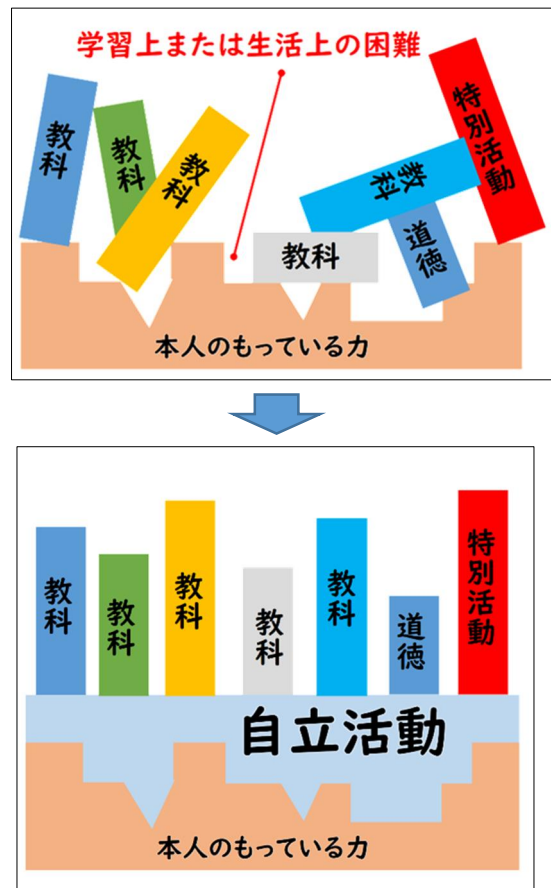 学習上または生活上の困難
教科
教科
教科
教科
教科
道徳
特別活動
本人のもっている力
教科
教科
教科
教科
教科
道徳
特別活動
自立活動
本人のもっている力